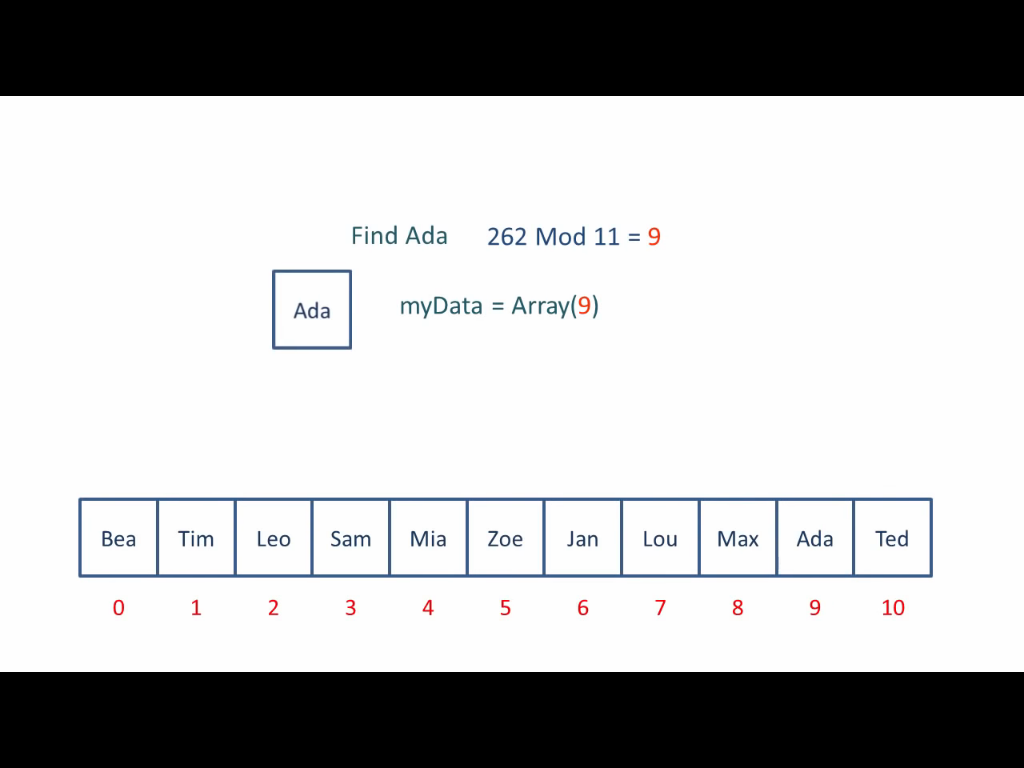 Find Ada 262 Mod 11 = 9
Ada myData = Array(9)
Bea Tim Leo Sam Mia Zoe Jan Lou Max Ada Ted
0 1 2 3 4 5 6 7 8 9 10